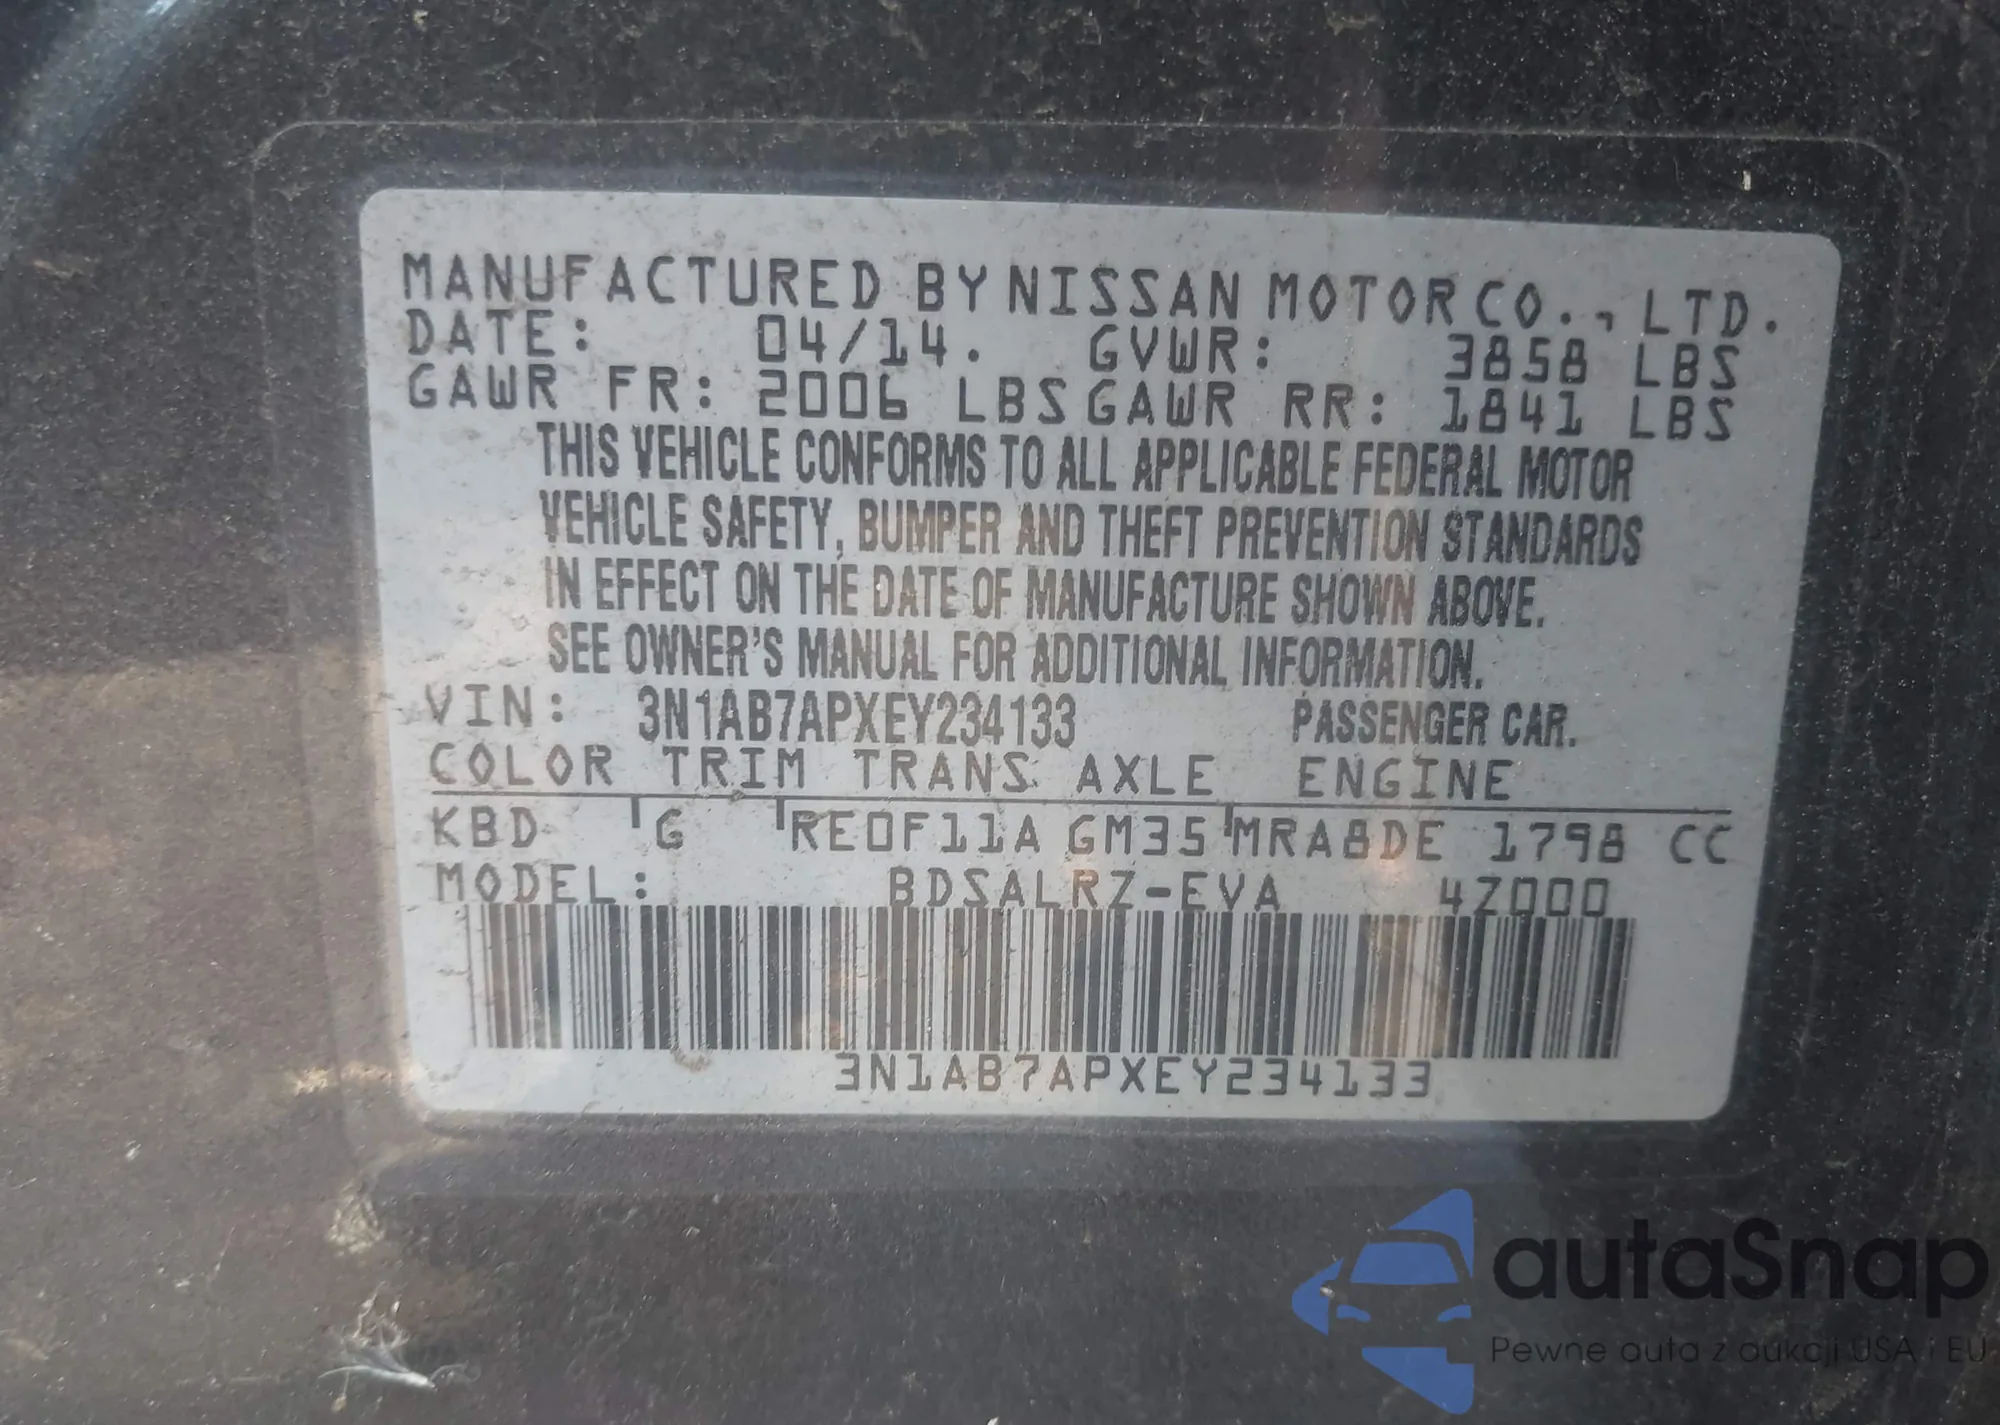 MANUFACTURED BY NISSAN MOTOR CO., LTD.
DATE: 04/14. GVWR: 3858 LBS
GAWR FR: 2006 LBS GAWR RR: 1841 LBS
THIS VEHICLE CONFORMS TO ALL APPLICABLE FEDERAL MOTOR
VEHICLE SAFETY, BUMPER AND THEFT PREVENTION STANDARDS
IN EFFECT ON THE DATE OF MANUFACTURE SHOWN ABOVE.
SEE OWNER'S MANUAL FOR ADDITIONAL INFORMATION.
VIN: 3N1AB7APXEY234133 PASSENGER CAR.
COLOR TRIM TRANS. AXLE ENGINE
KBD G RE0F11A GM35 MRA8DE 1798 CC
MODEL: BDSALRZ-EVA 4Z000
3N1AB7APXEY234133
autaSnap
Pewne auta z aukcji USA i EU